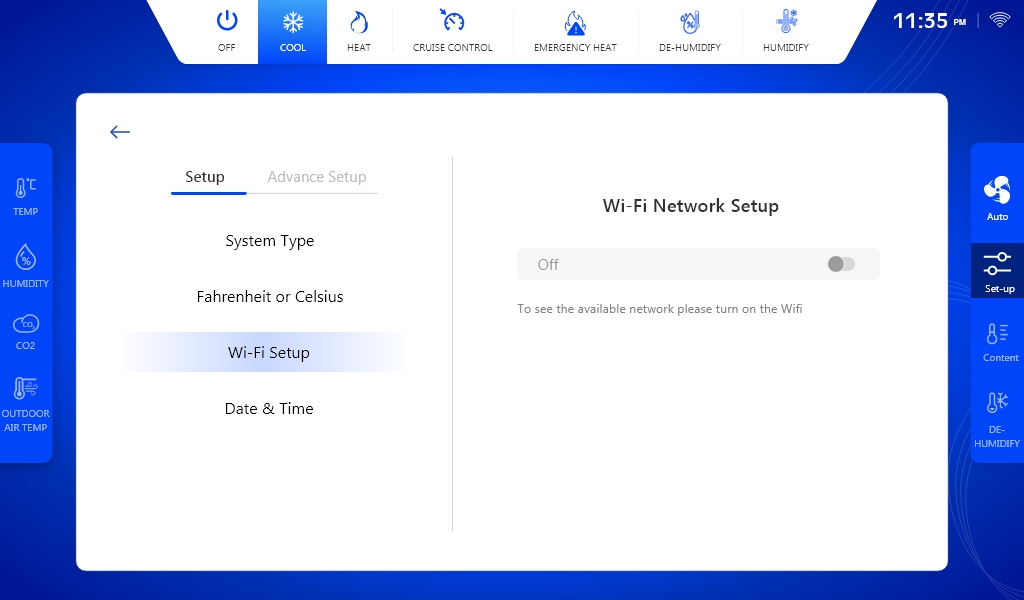 OFF
COOL
HEAT
CRUISE CONTROL
EMERGENCY HEAT
DE-HUMIDIFY
HUMIDIFY
11:35 PM
TEMP
HUMIDITY
CO2
OUTDOOR
AIR TEMP
Setup
Advance Setup
System Type
Fahrenheit or Celsius
Wi-Fi Setup
Date & Time
Wi-Fi Network Setup
Off
To see the available network please turn on the Wifi
Auto
Set-up
Content
DE-
HUMIDIFY